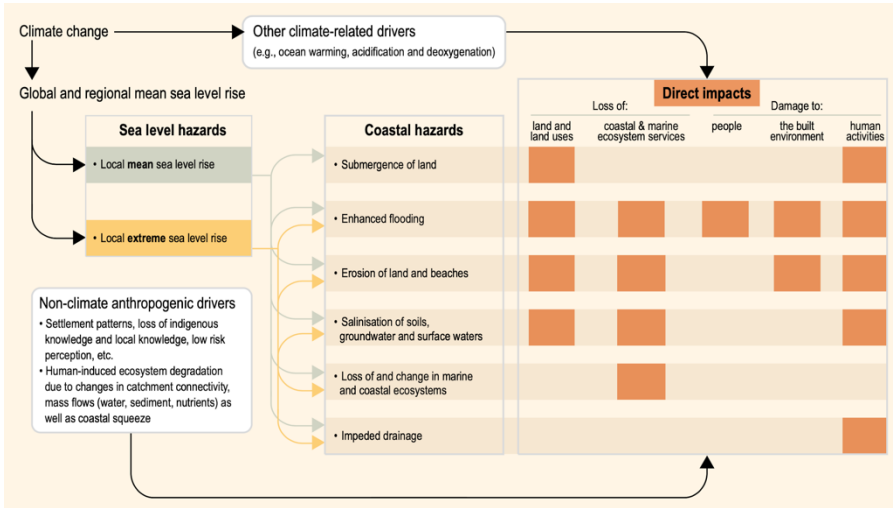 Climate change
Other climate-related drivers
(e.g., ocean warming, acidification and deoxygenation)
Global and regional mean sea level rise
Direct impacts
Loss of:
Damage to:
land and
land uses
coastal & marine
ecosystem services
people
the built
environment
human
activities
Sea level hazards
• Local mean sea level rise
• Local extreme sea level rise
Coastal hazards
• Submergence of land
• Enhanced flooding
• Erosion of land and beaches
• Salinisation of soils,
groundwater and surface waters
• Loss of and change in marine
and coastal ecosystems
• Impeded drainage
Non-climate anthropogenic drivers
• Settlement patterns, loss of indigenous
knowledge and local knowledge, low risk
perception, etc.
• Human-induced ecosystem degradation
due to changes in catchment connectivity,
mass flows (water, sediment, nutrients) as
well as coastal squeeze